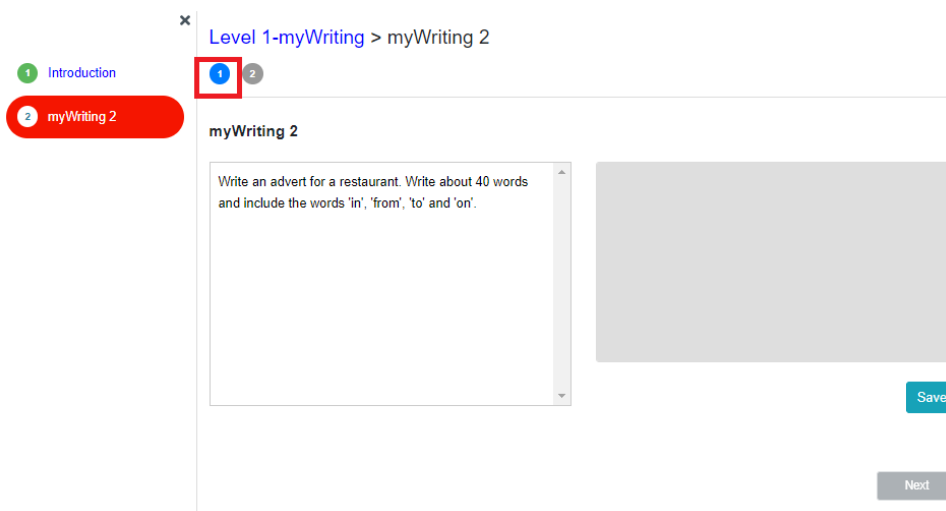 ×
Level 1-myWriting > myWriting 2
1 Introduction
1 2
2 myWriting 2
myWriting 2
Write an advert for a restaurant. Write about 40 words
and include the words 'in', 'from', 'to' and 'on'.
Save
Next